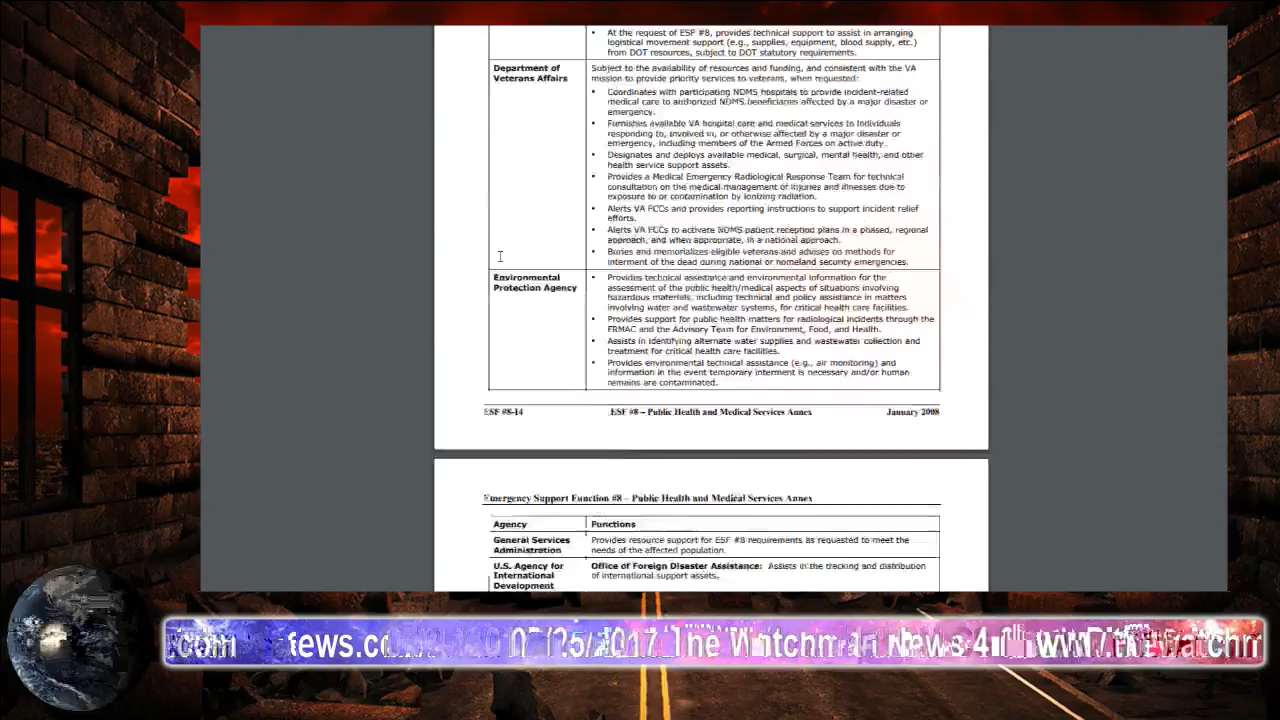 At the request of ESF #8, provides technical support to assist in arranging
logistical movement support (e.g., supplies, equipment, blood supply, etc.)
from DOT resources, subject to DOT statutory requirements.
Department of
Veterans Affairs
Subject to the availability of resources and funding, and consistent with the VA
mission to provide priority services to veterans, when requested:
• Coordinates with participating NDMS hospitals to provide incident-related
medical care to authorized NDMS beneficiaries affected by a major disaster or
emergency.
• Furnishes available VA hospital care and medical services to individuals
responding to, involved in, or otherwise affected by a major disaster or
emergency, including members of the Armed Forces on active duty.
• Designates and deploys available medical, surgical, mental health, and other
health service support assets.
• Provides a Medical Emergency Radiological Response Team for technical
consultation on the medical management of injuries and illnesses due to
exposure to or contamination by ionizing radiation.
• Alerts VA FCCs and provides reporting instructions to support incident relief
efforts.
• Alerts VA FCCs to activate NDMS patient reception plans in a phased, regional
approach, and when appropriate, in a national approach.
• Buries and memorializes eligible veterans and advises on methods for
interment of the dead during national or homeland security emergencies.
Environmental
Protection Agency
• Provides technical assistance and environmental information for the
assessment of the public health/medical aspects of situations involving
hazardous materials, including technical and policy assistance in matters
involving water and wastewater systems, for critical health care facilities.
• Provides support for public health matters for radiological incidents through the
FRMAC and the Advisory Team for Environment, Food, and Health.
• Assists in identifying alternate water supplies and wastewater collection and
treatment for critical health care facilities.
• Provides environmental technical assistance (e.g., air monitoring) and
information in the event temporary interment is necessary and/or human
remains are contaminated.
ESF #8-14 ESF #8 – Public Health and Medical Services Annex January 2008
Emergency Support Function #8 – Public Health and Medical Services Annex
Agency Functions
General Services
Administration
Provides resource support for ESF #8 requirements as requested to meet the
needs of the affected population.
U.S. Agency for
International
Development
Office of Foreign Disaster Assistance: Assists in the tracking and distribution
of international support assets.
.com 2017 The News